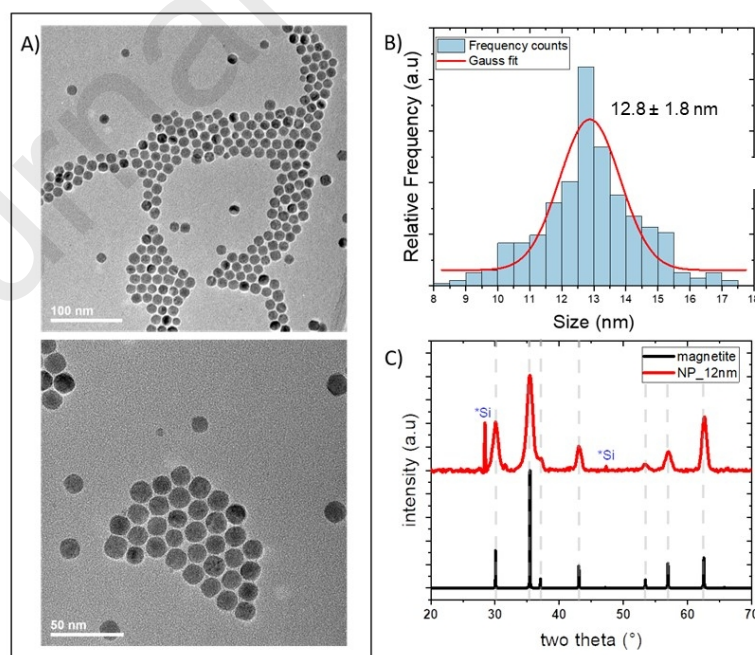 A)
100 nm
50 nm
B)
Frequency counts
Gauss fit
12.8 ± 1.8 nm
Relative Frequency (a.u)
8 9 10 11 12 13 14 15 16 17 18
Size (nm)
C)
magnetite
NP_12nm
*Si
*Si
intensity (a.u)
20 30 40 50 60 70
two theta (°)